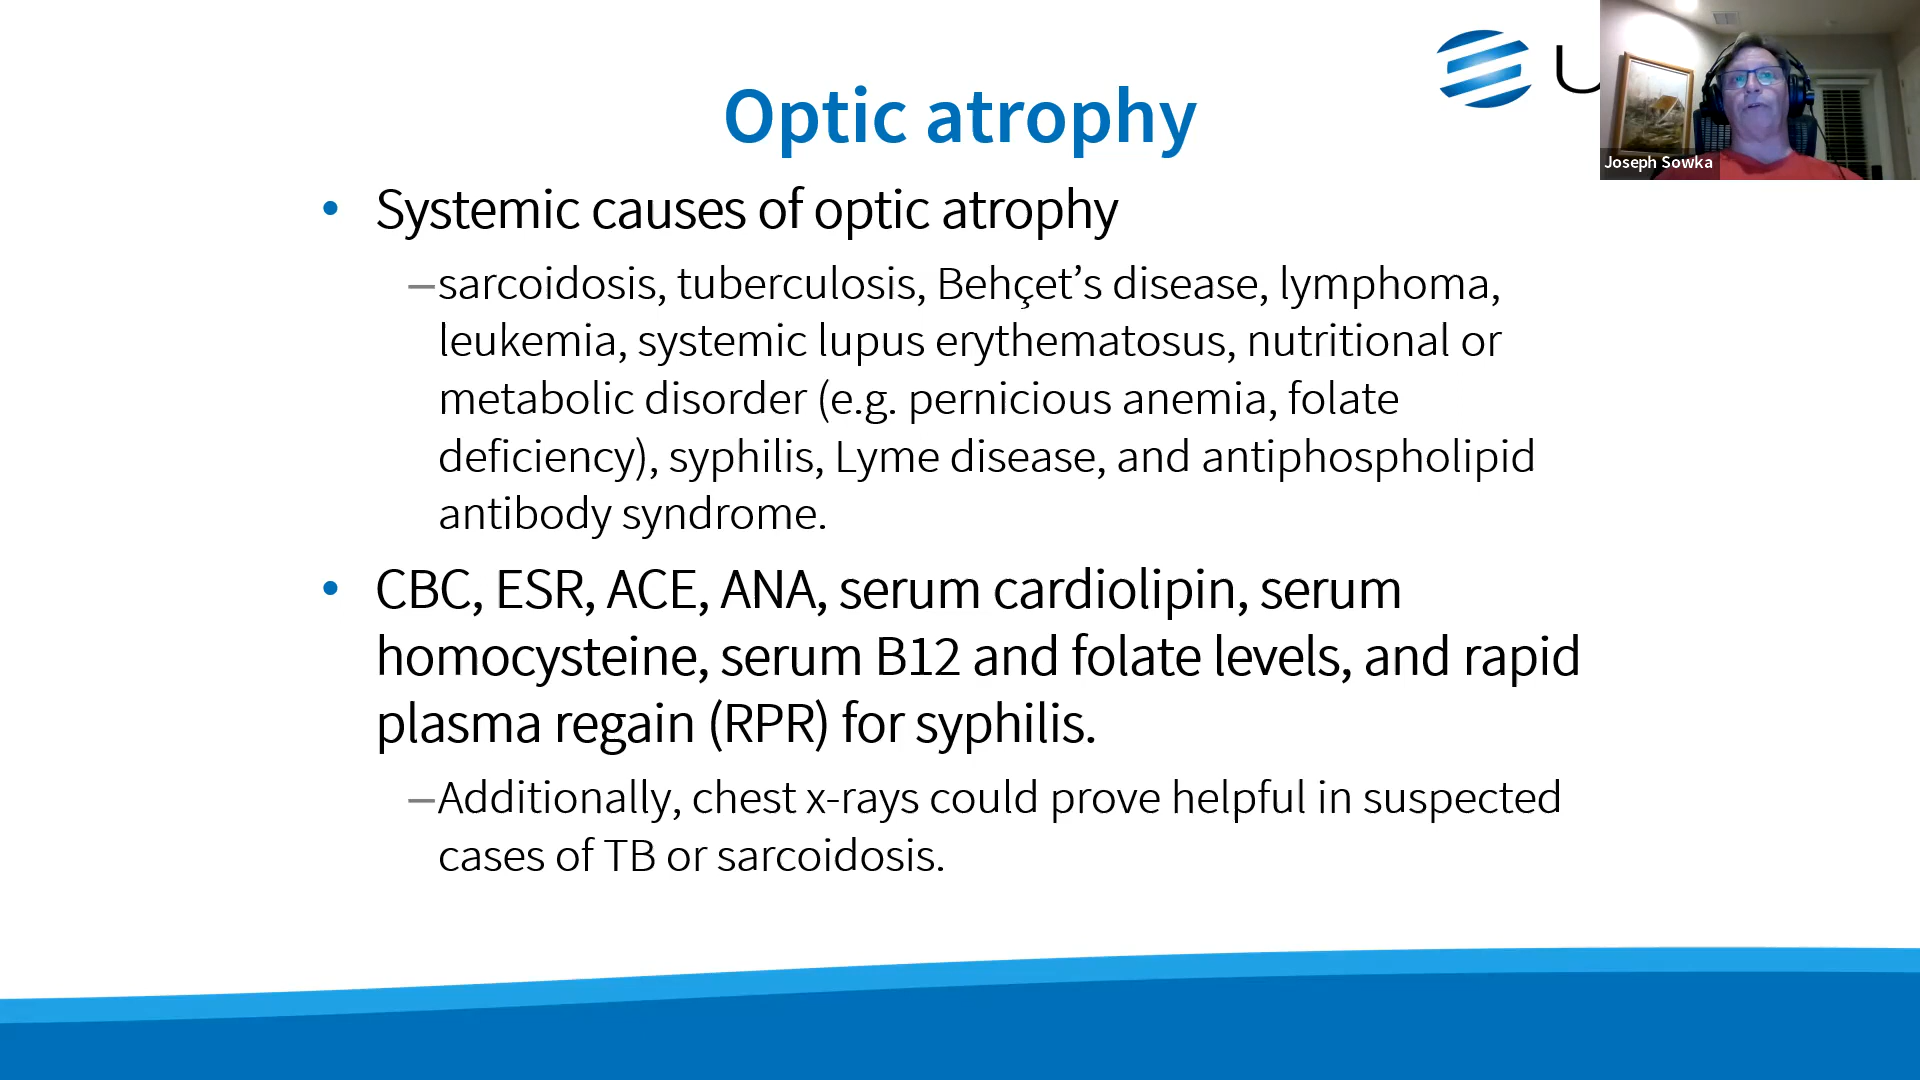 Optic atrophy
U
Joseph Sowka
• Systemic causes of optic atrophy
–sarcoidosis, tuberculosis, Behçet’s disease, lymphoma,
leukemia, systemic lupus erythematosus, nutritional or
metabolic disorder (e.g. pernicious anemia, folate
deficiency), syphilis, Lyme disease, and antiphospholipid
antibody syndrome.
• CBC, ESR, ACE, ANA, serum cardiolipin, serum
homocysteine, serum B12 and folate levels, and rapid
plasma regain (RPR) for syphilis.
–Additionally, chest x-rays could prove helpful in suspected
cases of TB or sarcoidosis.